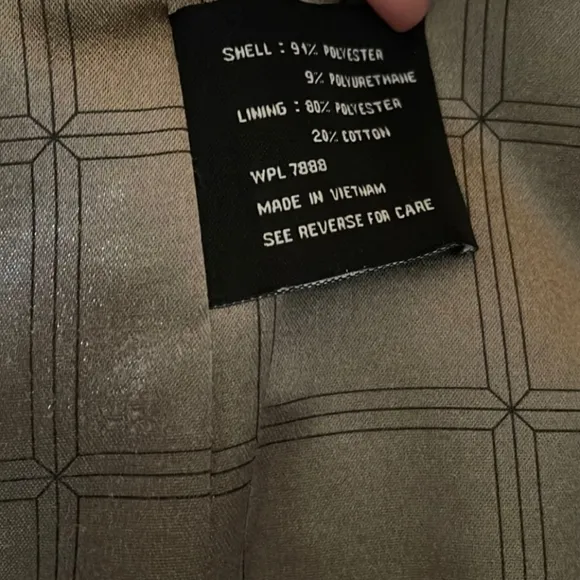 SHELL : 91% POLYESTER
9% POLYURETHANE
LINING : 80% POLYESTER
20% COTTON
WPL 7888
MADE IN VIETNAM
SEE REVERSE FOR CARE